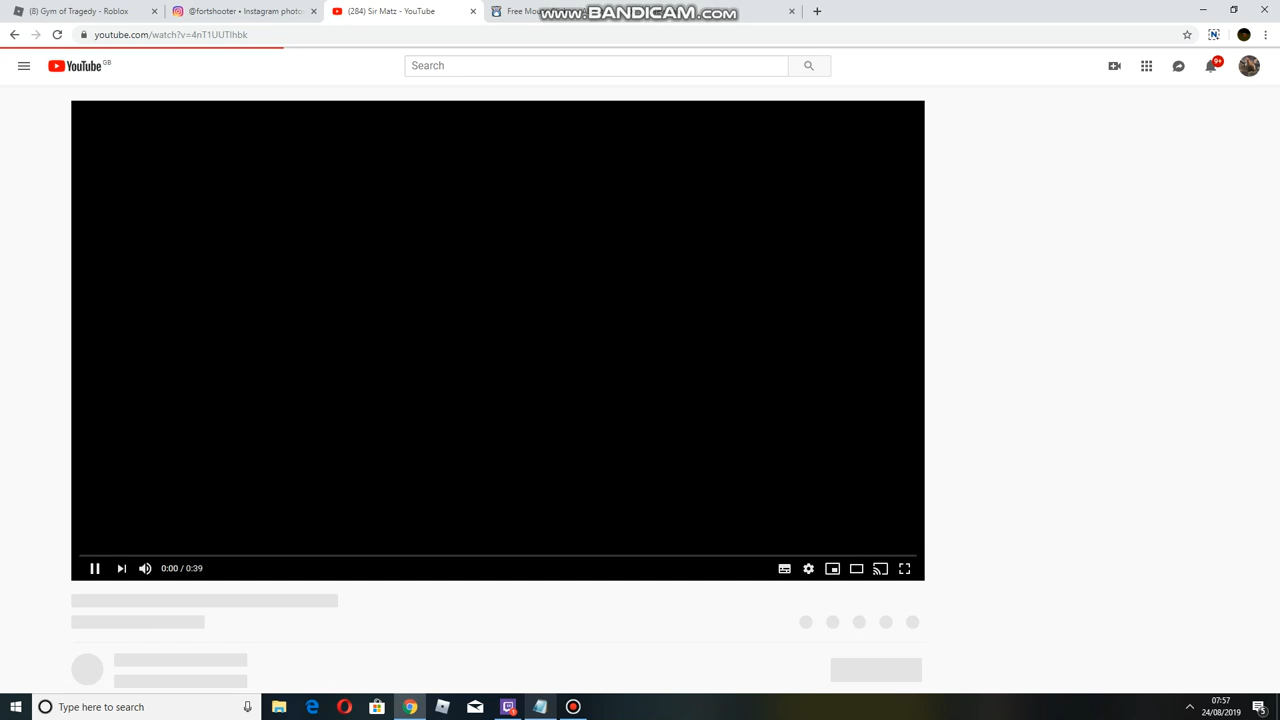 (8) Gym of Tragedy - Roblox
@fortshooter • Instagram photo
(284) Sir Matz - YouTube
Free Mo
www.BANDICAM.com
youtube.com/watch?v=4nT1UUTIhbk
YouTube GB
Search
9+
0:00 / 0:39
Type here to search
07:57
24/08/2019
5